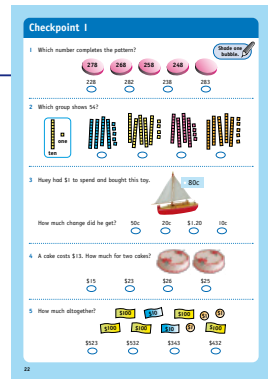 Checkpoint 1
Shade one
bubble.
1 Which number completes the pattern?
278 268 258 248
228 282 238 283
2 Which group shows 54?
one
ten
3 Huey had $1 to spend and bought this toy.
80c
How much change did he get? 50c 20c $1.20 10c
4 A cake costs $13. How much for two cakes?
$15 $23 $26 $25
5 How much altogether?
$100 $10 $100 $1 $1
$100 $100 $10 $1 $100
$523 $532 $343 $432
22